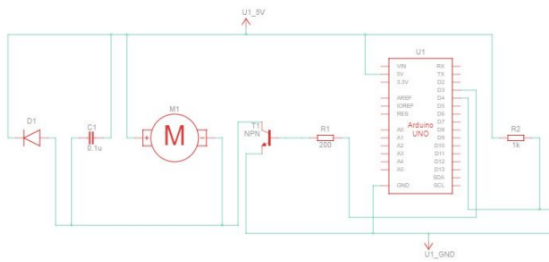 U1_5V
U1
VIN
5V
3.3V
AREF
IOREF
RES
A0
A1
A2
A3
A4
A5
GND
RX
TX
D2
D3
D4
D5
D6
D7
D8
D9
D10
D11
D12
D13
SDA
SCL
Arduino
UNO
D1
C1
0.1u
M1
+
M
-
T1
NPN
R1
200
R2
1k
U1_GND